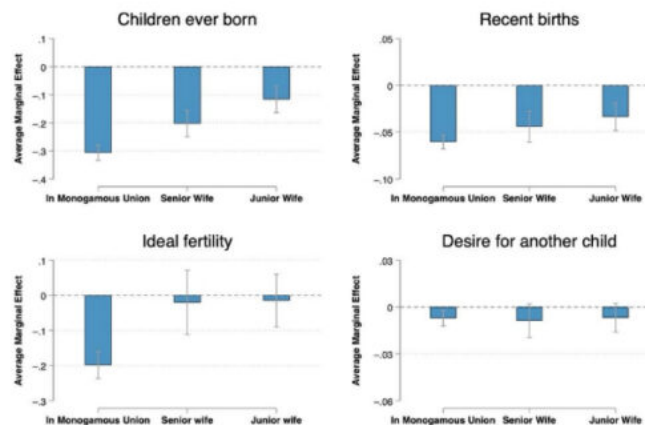 Children ever born
Average Marginal Effect
.1
0
-.1
-.2
-.3
-.4
In Monogamous Union Senior Wife Junior Wife
Recent births
Average Marginal Effect
.05
0
-.05
-.10
In Monogamous Union Senior Wife Junior Wife
Ideal fertility
Average Marginal Effect
.1
0
-.1
-.2
-.3
In Monogamous Union Senior wife Junior wife
Desire for another child
Average Marginal Effect
.03
0
-.03
-.06
In Monogamous Union Senior Wife Junior Wife